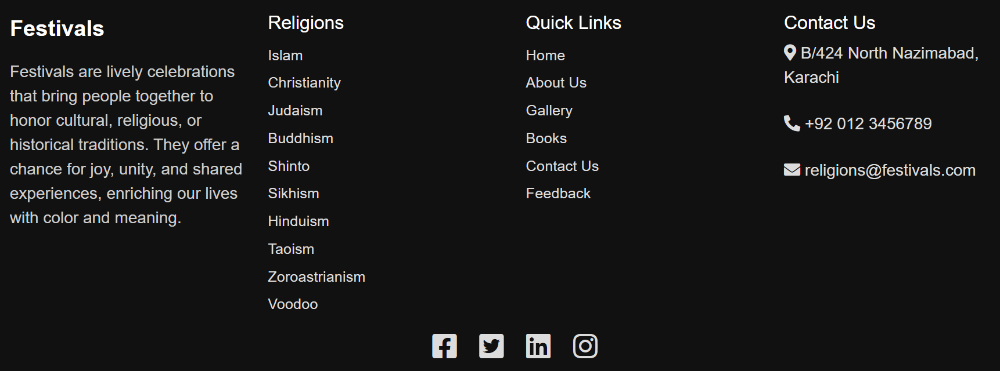 Festivals
Festivals are lively celebrations
that bring people together to
honor cultural, religious, or
historical traditions. They offer a
chance for joy, unity, and shared
experiences, enriching our lives
with color and meaning.
Religions
Islam
Christianity
Judaism
Buddhism
Shinto
Sikhism
Hinduism
Taoism
Zoroastrianism
Voodoo
Quick Links
Home
About Us
Gallery
Books
Contact Us
Feedback
Contact Us
B/424 North Nazimabad,
Karachi
+92 012 3456789
religions@festivals.com